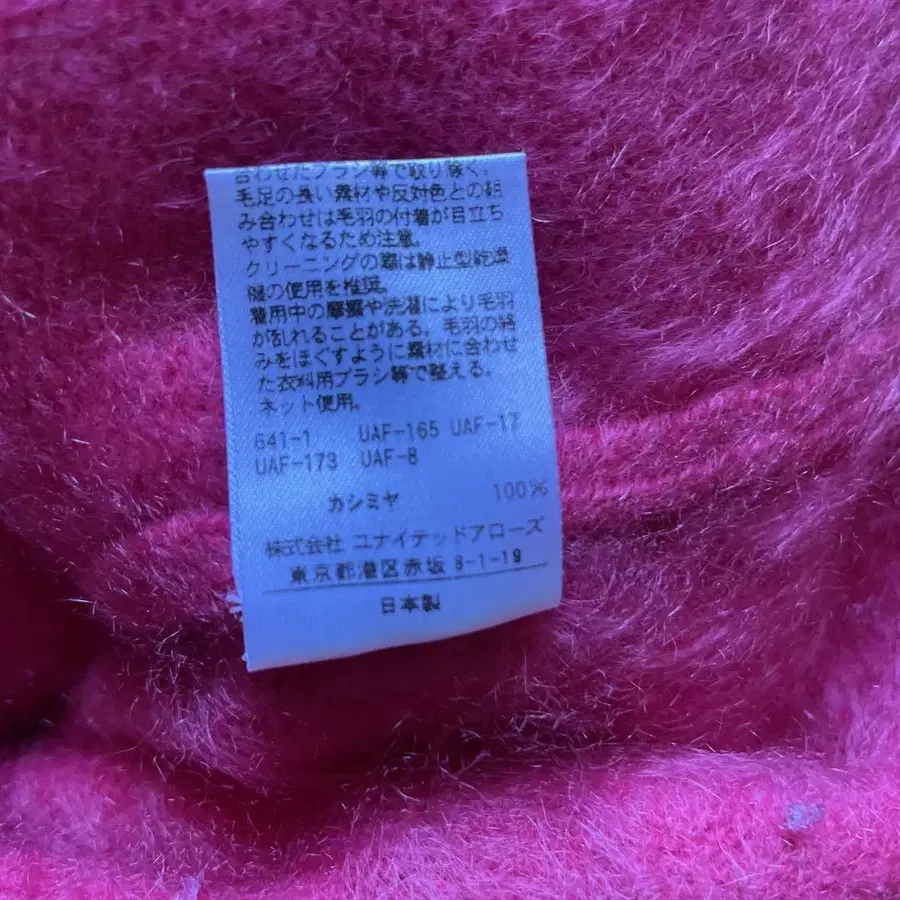 合わせたブラシ等で取り除く。
毛足の長い素材や反対色との組
み合わせは毛羽の付着が目立ち
やすくなるため注意。
クリーニングの際は静止型乾燥
機の使用を推奨。
着用中の摩擦や洗濯により毛羽
が乱れることがある。毛羽の絡
みをほぐすように素材に合わせ
た衣料用ブラシ等で整える。
ネット使用。
641-1 UAF-165 UAF-17
UAF-173 UAF-8
カシミヤ 100%
株式会社 ユナイテッドアローズ
東京都港区赤坂 8-1-19
日本製